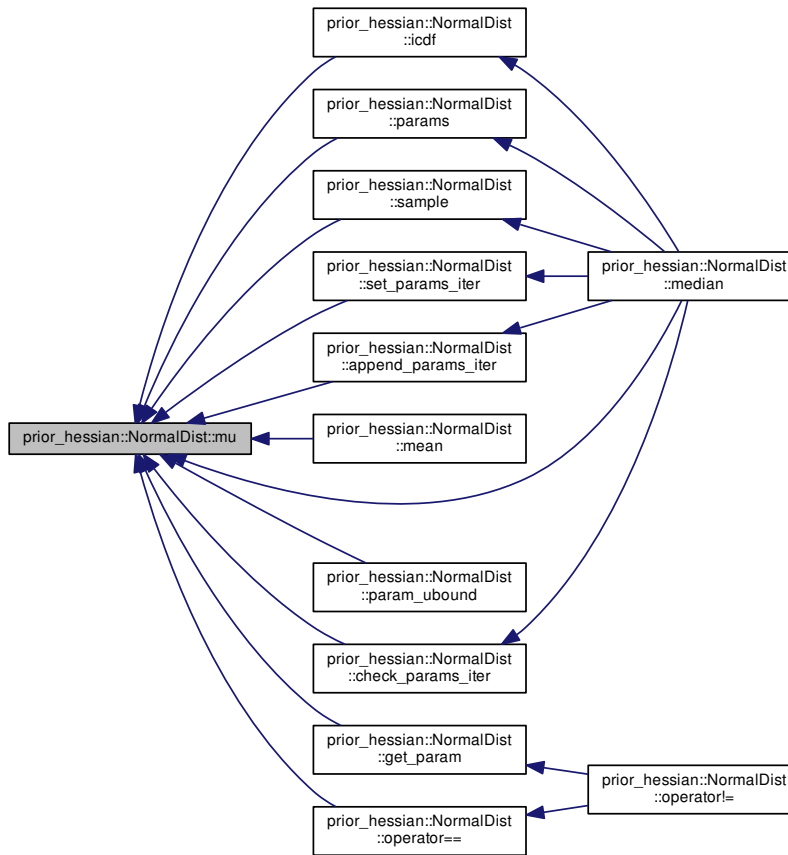 prior_hessian::NormalDist
::icdf
prior_hessian::NormalDist
::params
prior_hessian::NormalDist
::sample
prior_hessian::NormalDist
::set_params_iter
prior_hessian::NormalDist
::median
prior_hessian::NormalDist
::append_params_iter
prior_hessian::NormalDist::mu
prior_hessian::NormalDist
::mean
prior_hessian::NormalDist
::param_ubound
prior_hessian::NormalDist
::check_params_iter
prior_hessian::NormalDist
::get_param
prior_hessian::NormalDist
::operator!=
prior_hessian::NormalDist
::operator==